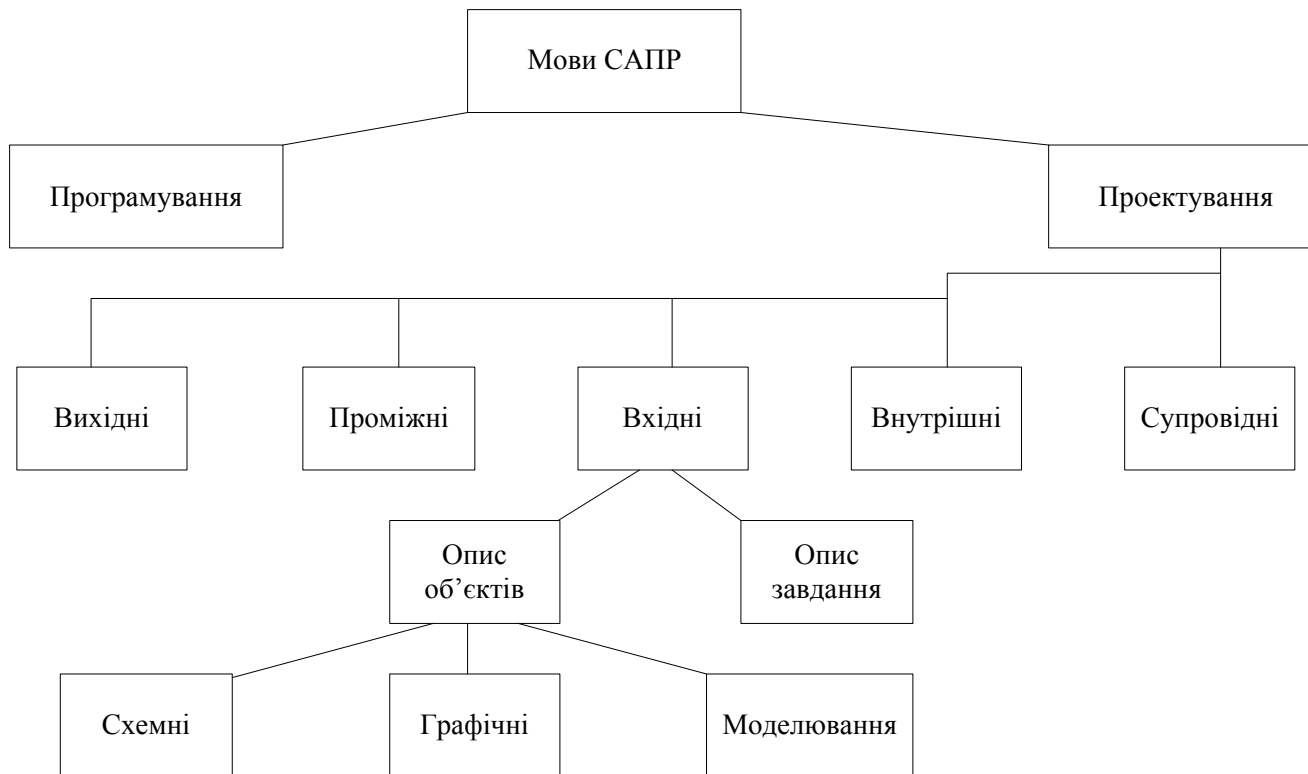 Мови САПР
Програмування
Проектування
Вихідні
Проміжні
Вхідні
Внутрішні
Супровідні
Опис
об’єктів
Опис
завдання
Схемні
Графічні
Моделювання